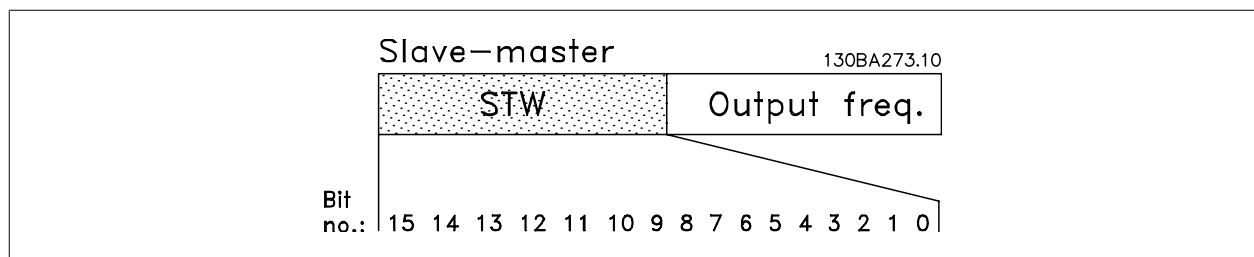 Slave-master
130BA273.10
STW
Output freq.
Bit
no.: 15 14 13 12 11 10 9 8 7 6 5 4 3 2 1 0